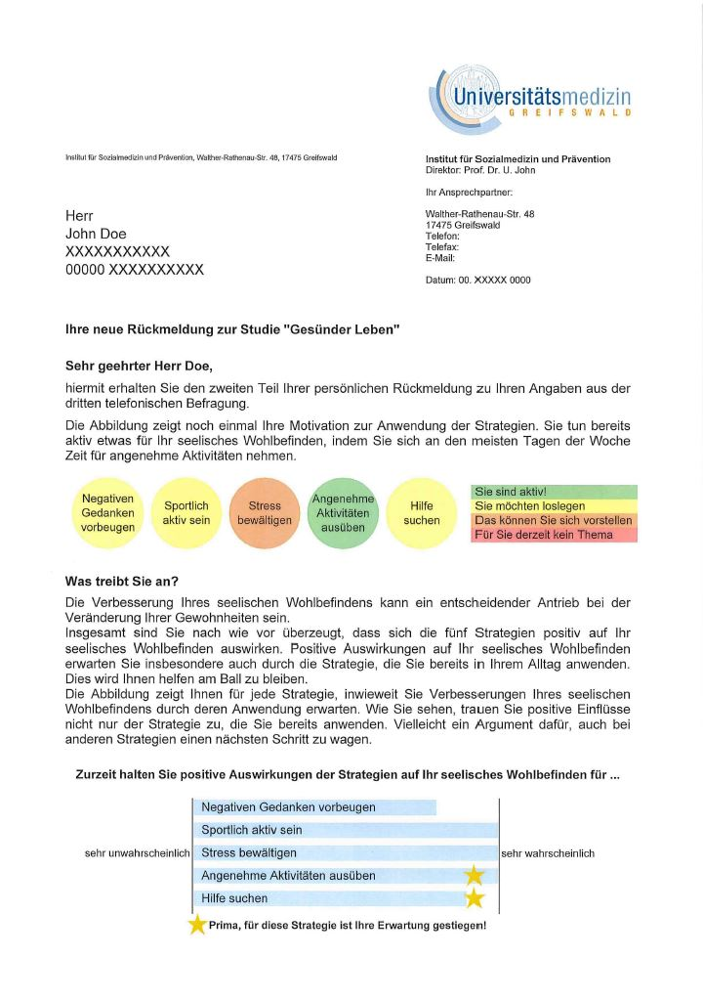 Universitätsmedizin
GREIFSWALD
Institut für Sozialmedizin und Prävention, Walther-Rathenau-Str. 48, 17475 Greifswald
Institut für Sozialmedizin und Prävention
Direktor: Prof. Dr. U. John
Ihr Ansprechpartner:
Walther-Rathenau-Str. 48
17475 Greifswald
Telefon:
Telefax:
E-Mail:
Datum: 00. XXXXX 0000
Herr
John Doe
XXXXXXXXXXX
00000 XXXXXXXXXX
Ihre neue Rückmeldung zur Studie "Gesünder Leben"
Sehr geehrter Herr Doe,
hiermit erhalten Sie den zweiten Teil Ihrer persönlichen Rückmeldung zu Ihren Angaben aus der
dritten telefonischen Befragung.
Die Abbildung zeigt noch einmal Ihre Motivation zur Anwendung der Strategien. Sie tun bereits
aktiv etwas für Ihr seelisches Wohlbefinden, indem Sie sich an den meisten Tagen der Woche
Zeit für angenehme Aktivitäten nehmen.
Negativen
Gedanken
vorbeugen
Sportlich
aktiv sein
Stress
bewältigen
Angenehme
Aktivitäten
ausüben
Hilfe
suchen
Sie sind aktiv!
Sie möchten loslegen
Das können Sie sich vorstellen
Für Sie derzeit kein Thema
Was treibt Sie an?
Die Verbesserung Ihres seelischen Wohlbefindens kann ein entscheidender Antrieb bei der
Veränderung Ihrer Gewohnheiten sein.
Insgesamt sind Sie nach wie vor überzeugt, dass sich die fünf Strategien positiv auf Ihr
seelisches Wohlbefinden auswirken. Positive Auswirkungen auf Ihr seelisches Wohlbefinden
erwarten Sie insbesondere auch durch die Strategie, die Sie bereits in Ihrem Alltag anwenden.
Dies wird Ihnen helfen am Ball zu bleiben.
Die Abbildung zeigt Ihnen für jede Strategie, inwieweit Sie Verbesserungen Ihres seelischen
Wohlbefindens durch deren Anwendung erwarten. Wie Sie sehen, trauen Sie positive Einflüsse
nicht nur der Strategie zu, die Sie bereits anwenden. Vielleicht ein Argument dafür, auch bei
anderen Strategien einen nächsten Schritt zu wagen.
Zurzeit halten Sie positive Auswirkungen der Strategien auf Ihr seelisches Wohlbefinden für ...
Negativen Gedanken vorbeugen
Sportlich aktiv sein
sehr unwahrscheinlich Stress bewältigen sehr wahrscheinlich
Angenehme Aktivitäten ausüben
Hilfe suchen
Prima, für diese Strategie ist Ihre Erwartung gestiegen!